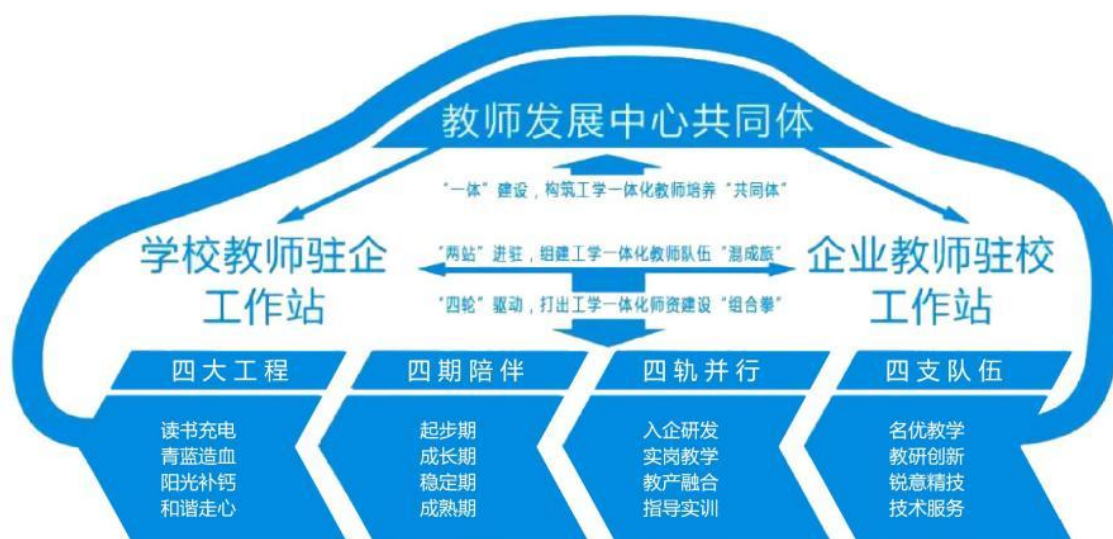 教师发展中心共同体
“一体”建设，构筑工学一体化教师培养“共同体”
学校教师驻企
工作站
“两站”进驻，组建工学一体化教师队伍“混成旅”
“四轮”驱动，打出工学一体化师资建设“组合拳”
企业教师驻校
工作站
四大工程
读书充电
青蓝造血
阳光补钙
和谐走心
四期陪伴
起步期
成长期
稳定期
成熟期
四轨并行
入企研发
实岗教学
教产融合
指导实训
四支队伍
名优教学
教研创新
锐意精技
技术服务